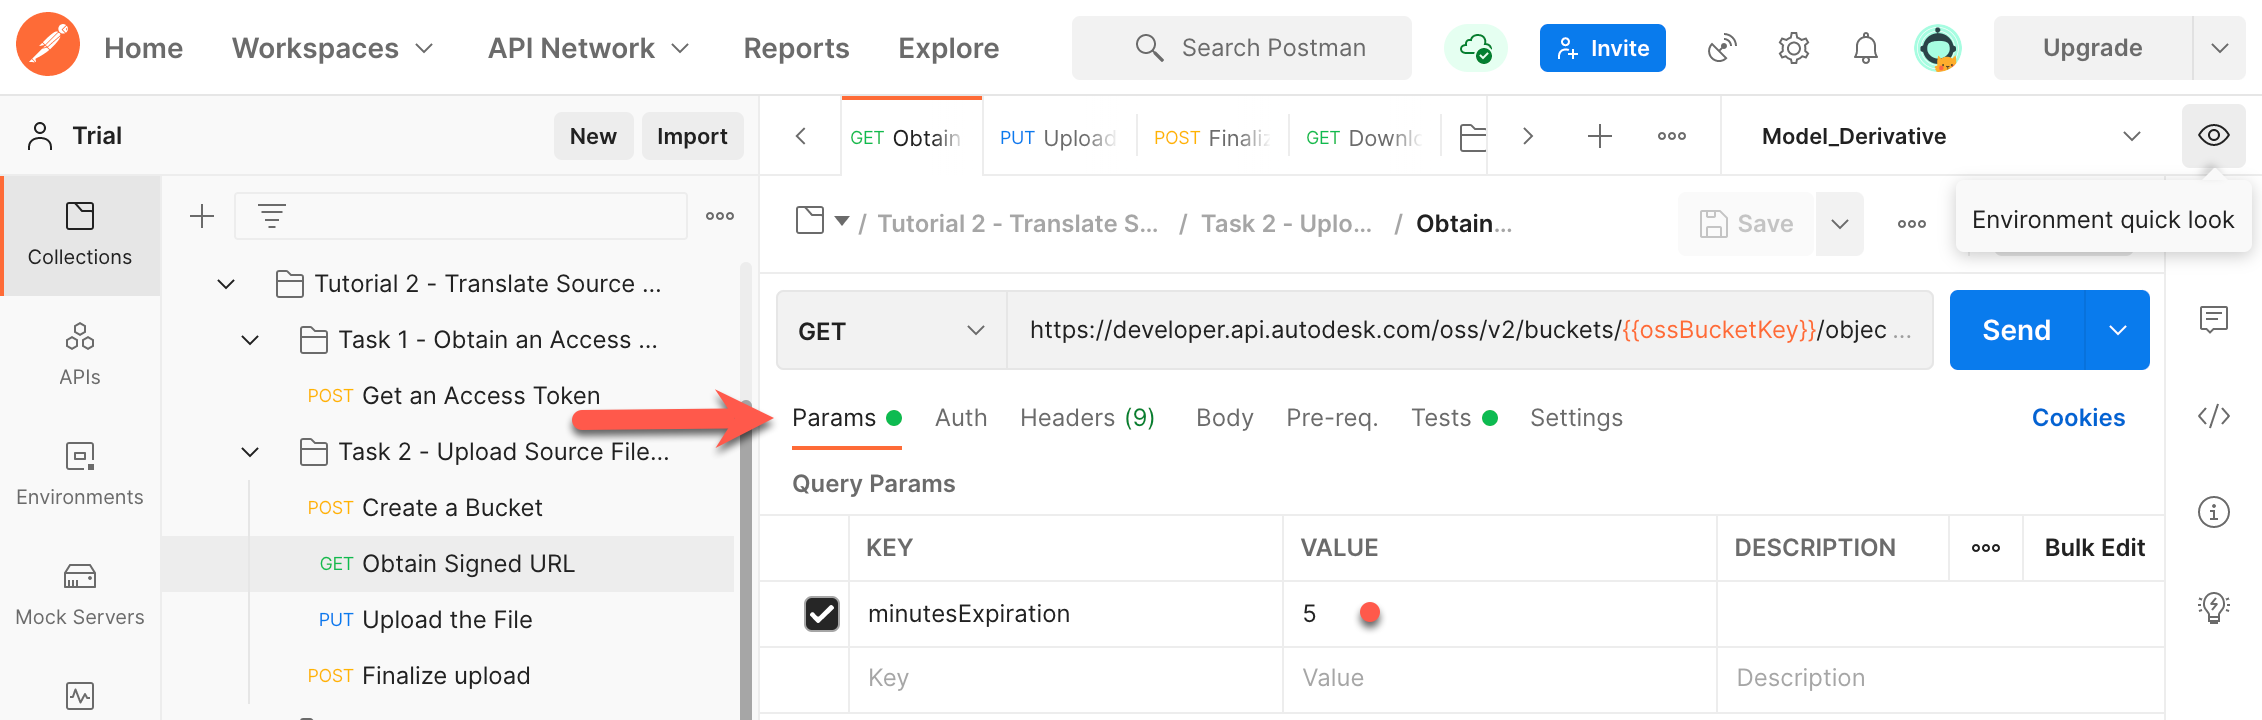 Home Workspaces API Network Reports Explore Search Postman Invite Upgrade
Trial New Import
GET Obtain PUT Upload POST Finaliz GET Downlo Model_Derivative
Environment quick look
Collections
APIs
Environments
Mock Servers
Tutorial 2 - Translate Source ...
Task 1 - Obtain an Access ...
POST Get an Access Token
Task 2 - Upload Source File...
POST Create a Bucket
GET Obtain Signed URL
PUT Upload the File
POST Finalize upload
/ Tutorial 2 - Translate S... / Task 2 - Uplo... / Obtain... Save
GET https://developer.api.autodesk.com/oss/v2/buckets/{{ossBucketKey}}/objec ... Send
Params Auth Headers (9) Body Pre-req. Tests Settings Cookies
Query Params
KEY VALUE DESCRIPTION Bulk Edit
minutesExpiration 5
Key Value Description